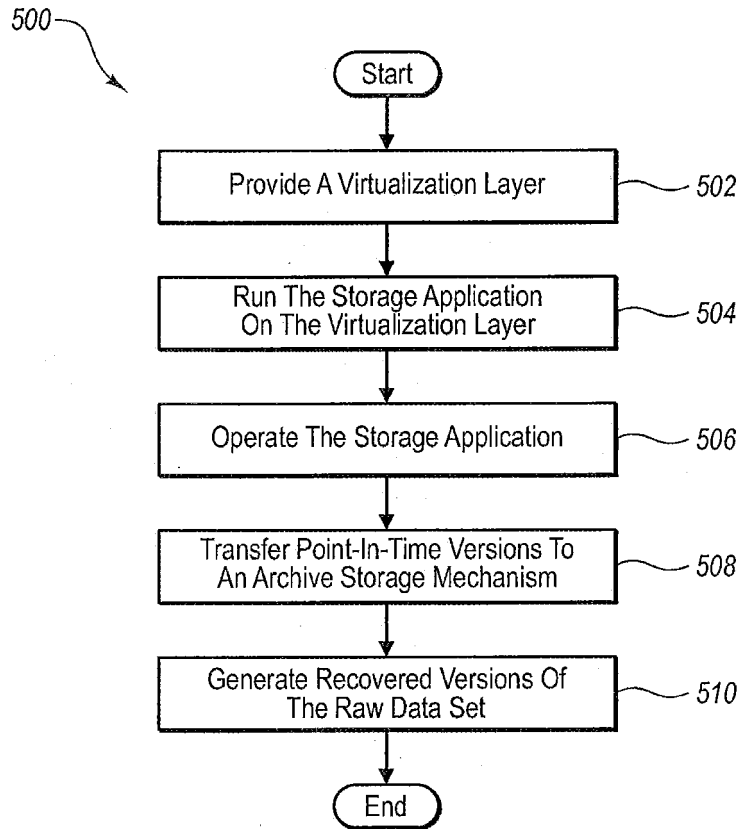 500
Start
Provide A Virtualization Layer
502
Run The Storage Application
On The Virtualization Layer
504
Operate The Storage Application
506
Transfer Point-In-Time Versions To
An Archive Storage Mechanism
508
Generate Recovered Versions Of
The Raw Data Set
510
End